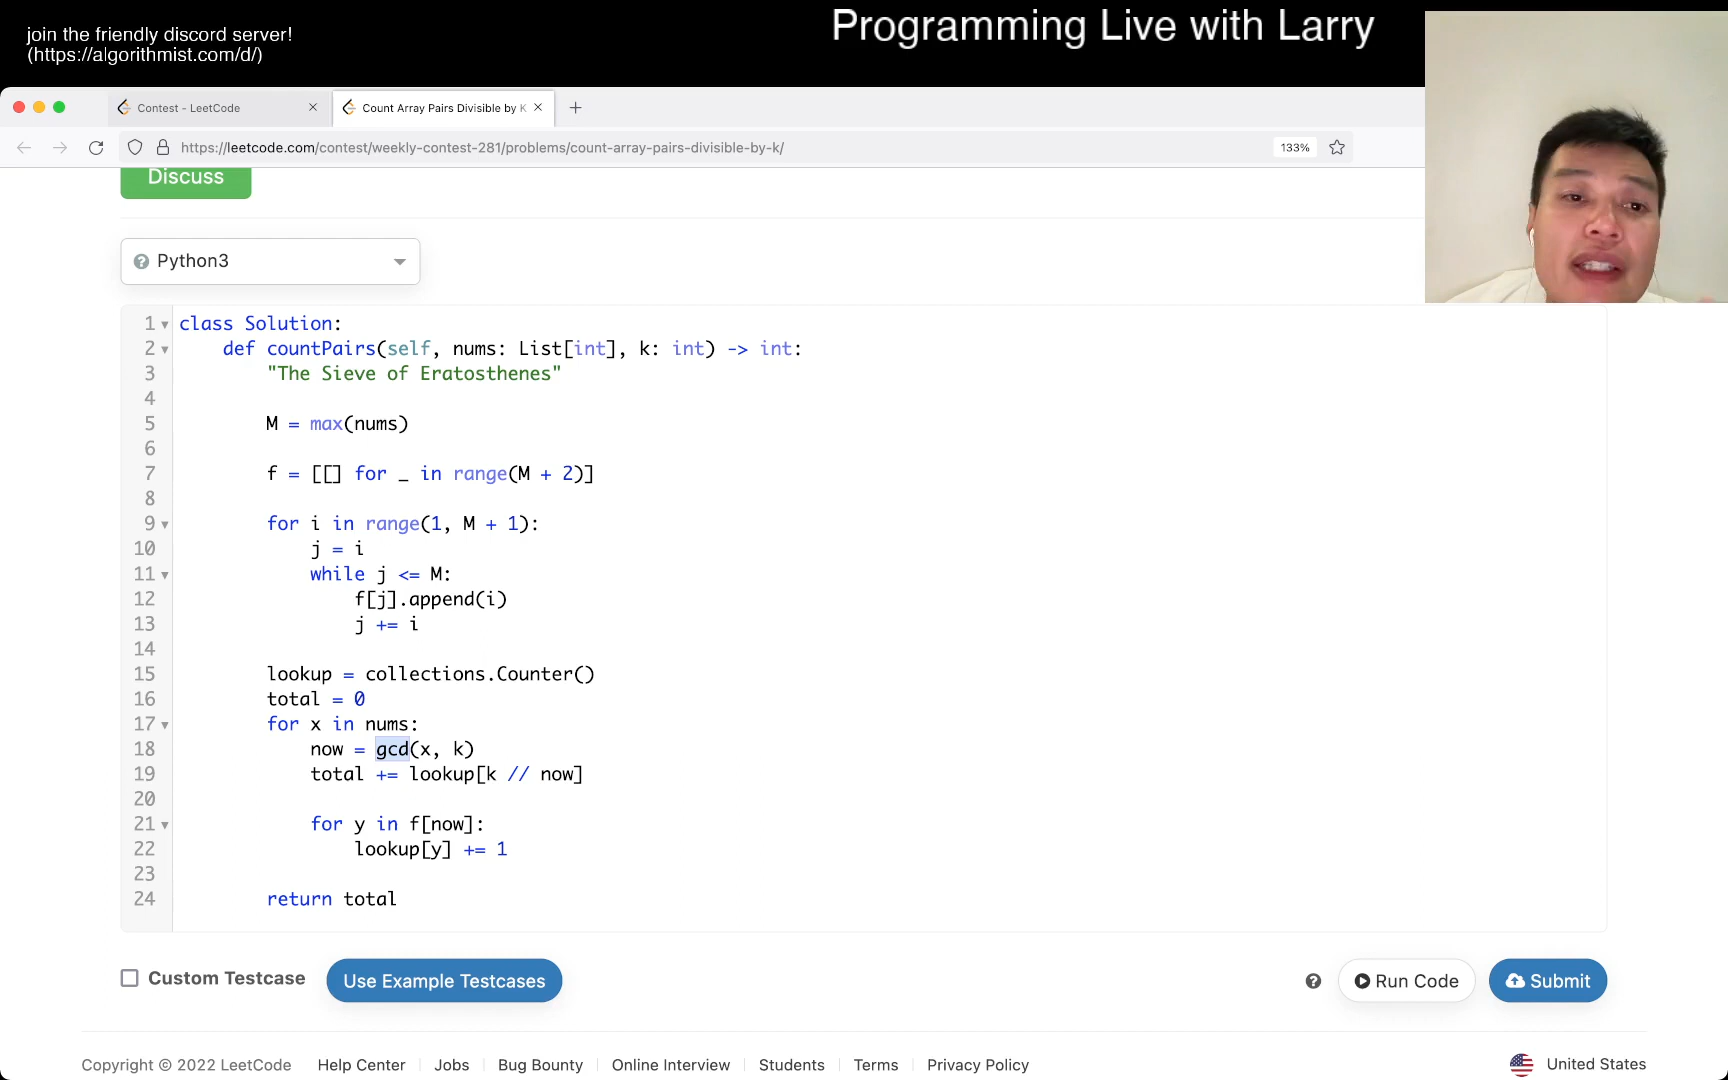 Programming Live with Larry
join the friendly discord server!
(https://algorithmist.com/d/)
Contest - LeetCode
Count Array Pairs Divisible by K
https://leetcode.com/contest/weekly-contest-281/problems/count-array-pairs-divisible-by-k/
133%
Discuss
Python3
1 class Solution:
2 def countPairs(self, nums: List[int], k: int) -> int:
3 "The Sieve of Eratosthenes"
4
5 M = max(nums)
6
7 f = [[] for _ in range(M + 2)]
8
9 for i in range(1, M + 1):
10 j = i
11 while j <= M:
12 f[j].append(i)
13 j += i
14
15 lookup = collections.Counter()
16 total = 0
17 for x in nums:
18 now = gcd(x, k)
19 total += lookup[k // now]
20
21 for y in f[now]:
22 lookup[y] += 1
23
24 return total
Custom Testcase
Use Example Testcases
Run Code
Submit
Copyright © 2022 LeetCode
Help Center
Jobs
Bug Bounty
Online Interview
Students
Terms
Privacy Policy
United States